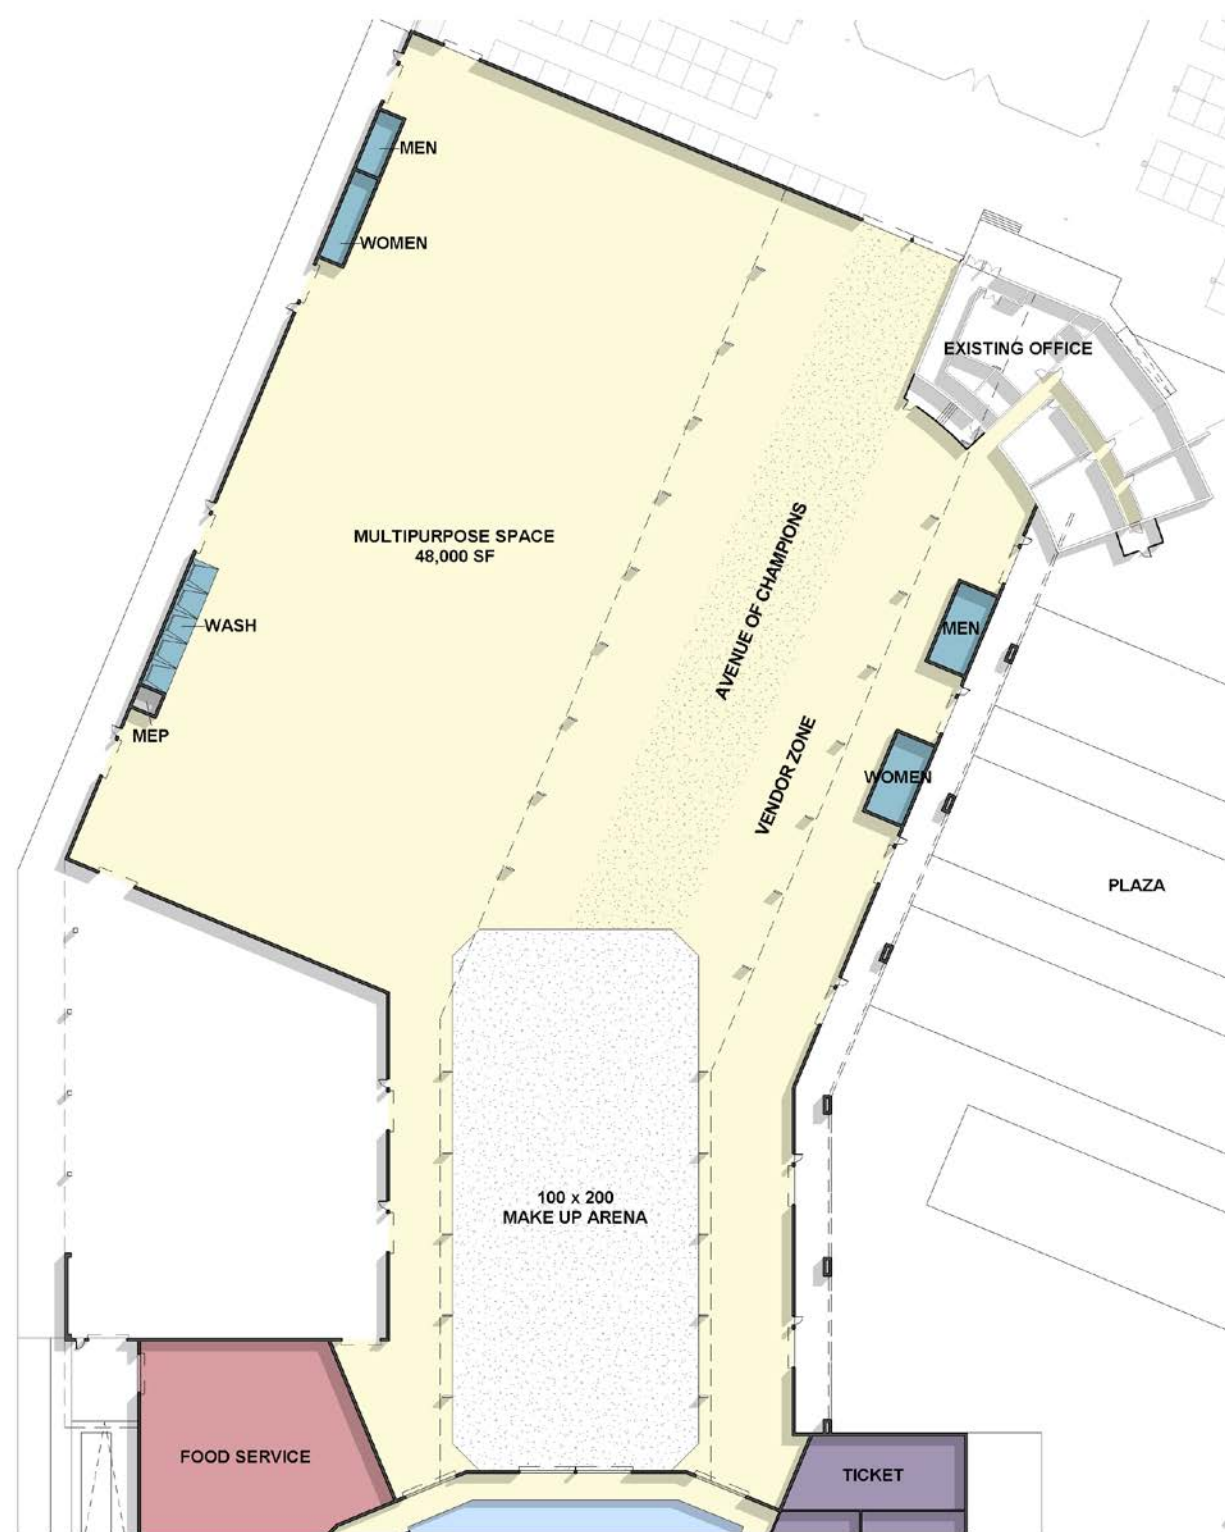 MEN
WOMEN
EXISTING OFFICE
MULTIPURPOSE SPACE
48,000 SF
AVENUE OF CHAMPIONS
WASH
MEN
MEP
VENDOR ZONE
WOMEN
PLAZA
100 x 200
MAKE UP ARENA
FOOD SERVICE
TICKET